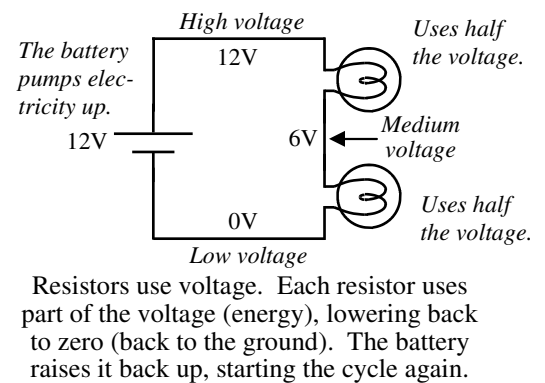 High voltage
Uses half
the voltage.
The battery
pumps elec-
tricity up.
12V
12V
6V
Medium
voltage
0V
Uses half
the voltage.
Low voltage
Resistors use voltage. Each resistor uses
part of the voltage (energy), lowering back
to zero (back to the ground). The battery
raises it back up, starting the cycle again.